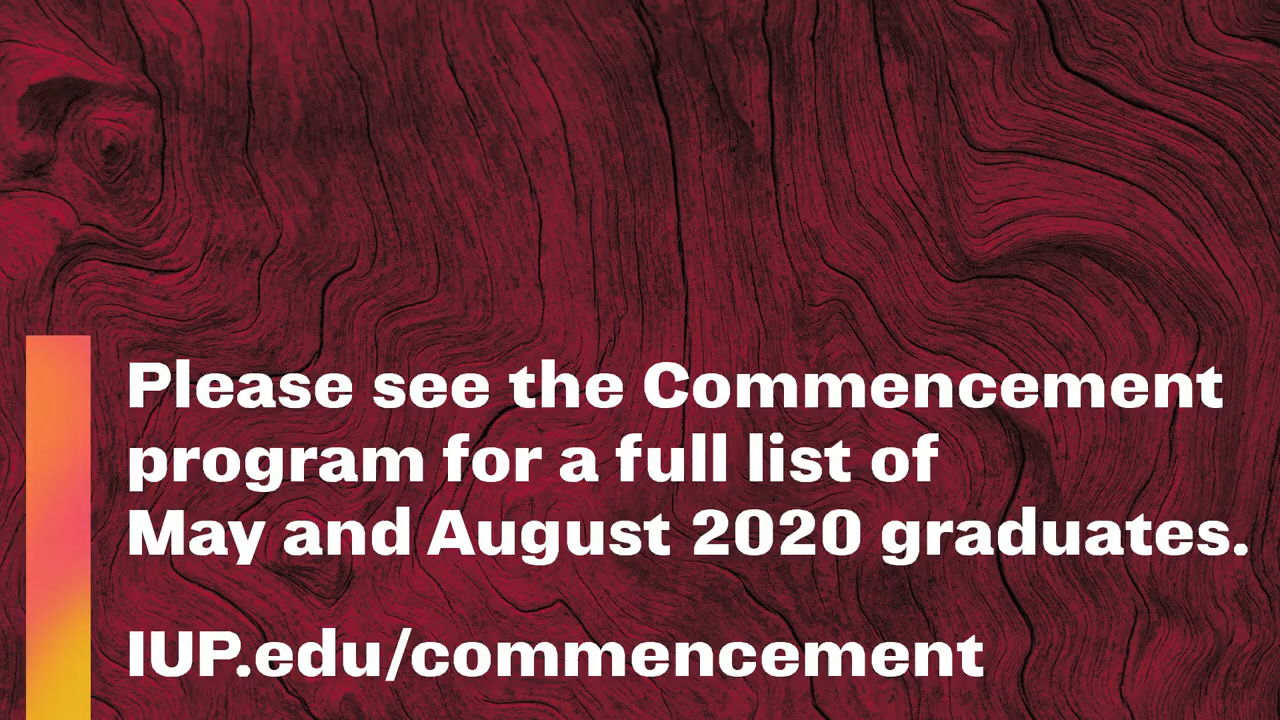 Please see the Commencement
program for a full list of
May and August 2020 graduates.
IUP.edu/commencement